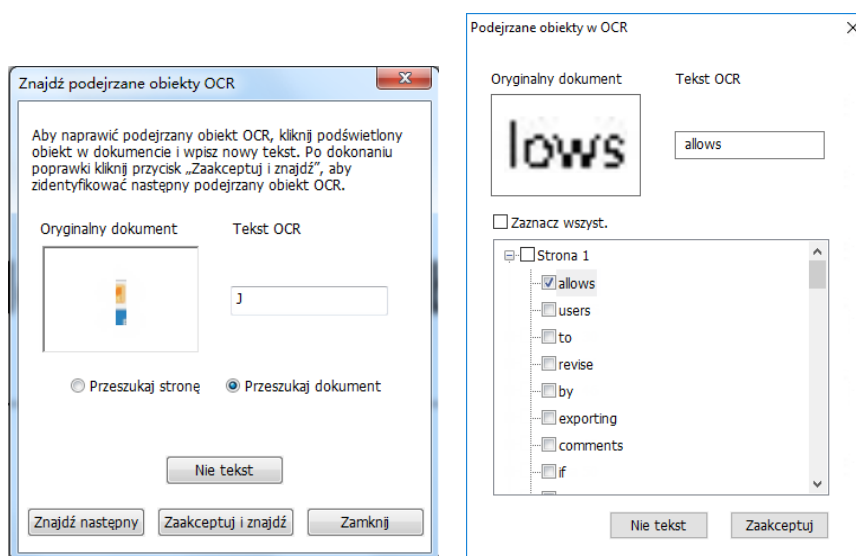 Znajdź podejrzane obiekty OCR
Aby naprawić podejrzany obiekt OCR, kliknij podświetlony
obiekt w dokumencie i wpisz nowy tekst. Po dokonaniu
poprawki kliknij przycisk „Zaakceptuj i znajdź”, aby
zidentyfikować następny podejrzany obiekt OCR.
Oryginalny dokument
Tekst OCR
J
Przeszukaj stronę
Przeszukaj dokument
Nie tekst
Znajdź następny
Zaakceptuj i znajdź
Zamknij
Podejrzane obiekty w OCR
Oryginalny dokument
Tekst OCR
lows
allows
Zaznacz wszyst.
Strona 1
allows
users
to
revise
by
exporting
comments
if
Nie tekst
Zaakceptuj